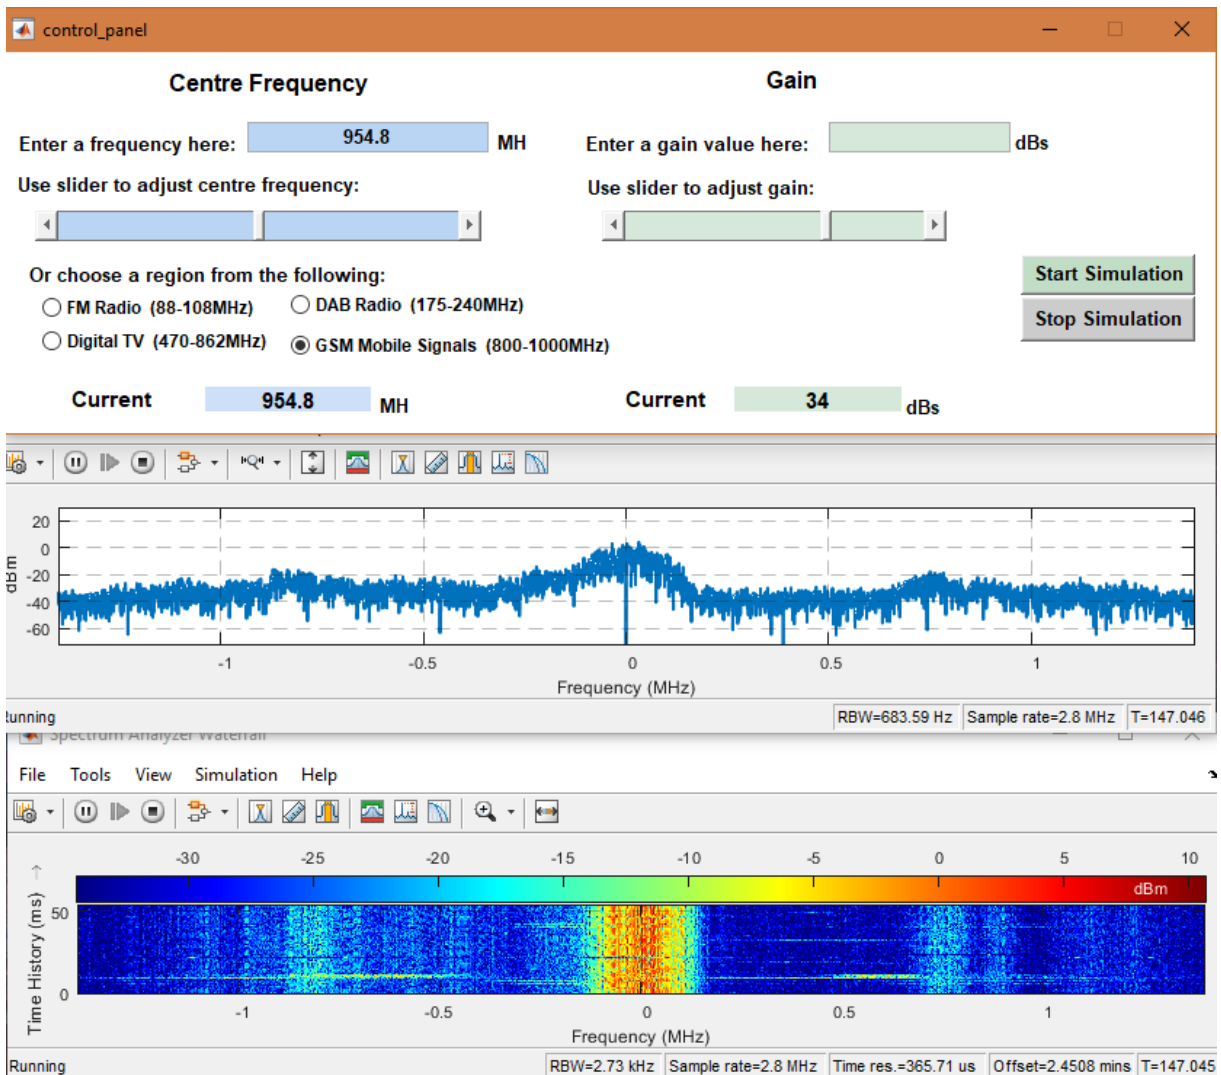 control_panel
Centre Frequency Gain
Enter a frequency here: 954.8 MH Enter a gain value here: dBs
Use slider to adjust centre frequency: Use slider to adjust gain:
Or choose a region from the following:
Start Simulation
FM Radio (88-108MHz) DAB Radio (175-240MHz)
Stop Simulation
Digital TV (470-862MHz) GSM Mobile Signals (800-1000MHz)
Current 954.8 MH Current 34 dBs
20
0
-20
-40
-60
dBm
-1 -0.5 0 0.5 1
Frequency (MHz)
Running RBW=683.59 Hz Sample rate=2.8 MHz T=147.046
Spectrum Analyzer Waterfall
File Tools View Simulation Help
-30 -25 -20 -15 -10 -5 0 5 10
dBm
50
0
Time History (ms)
-1 -0.5 0 0.5 1
Frequency (MHz)
Running RBW=2.73 kHz Sample rate=2.8 MHz Time res.=365.71 us Offset=2.4508 mins T=147.045